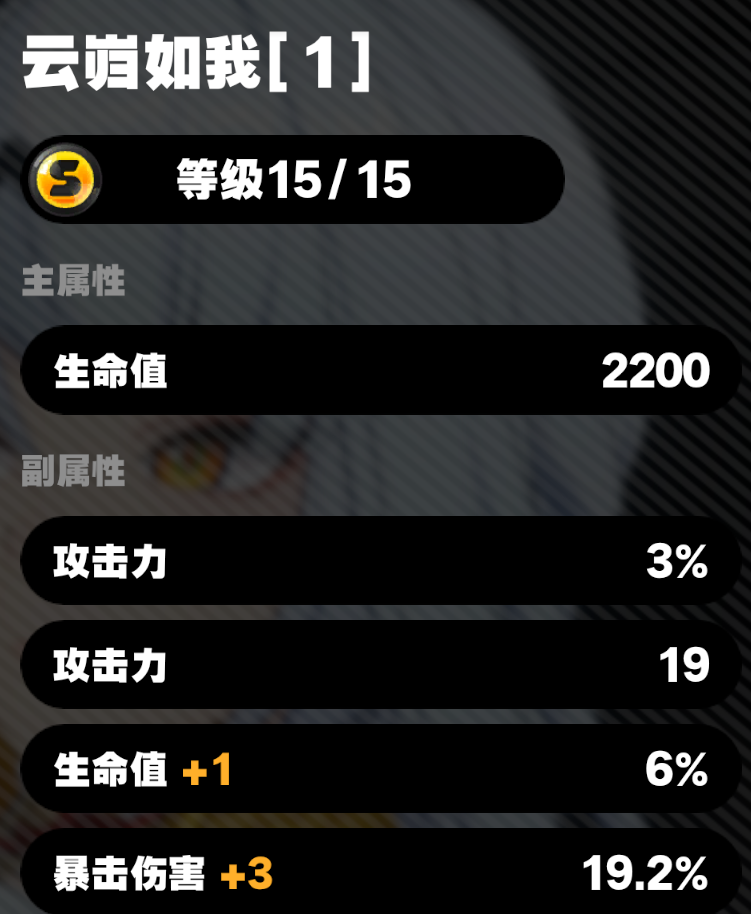 云岿如我[1]
S 等级15/15
主属性
生命值 2200
副属性
攻击力 3%
攻击力 19
生命值 +1 6%
暴击伤害 +3 19.2%